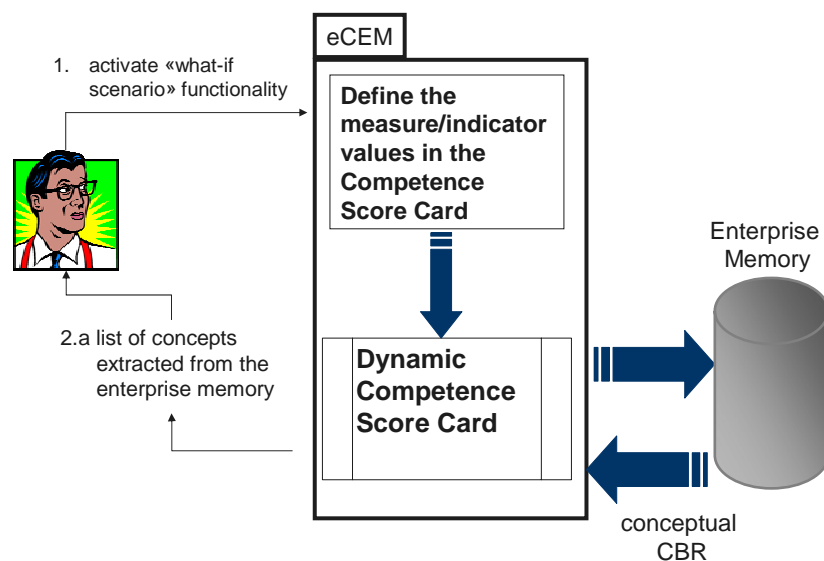 eCEM
1. activate «what-if
scenario» functionality
Define the
measure/indicator
values in the
Competence
Score Card
Enterprise
Memory
2.a list of concepts
extracted from the
enterprise memory
Dynamic
Competence
Score Card
conceptual
CBR